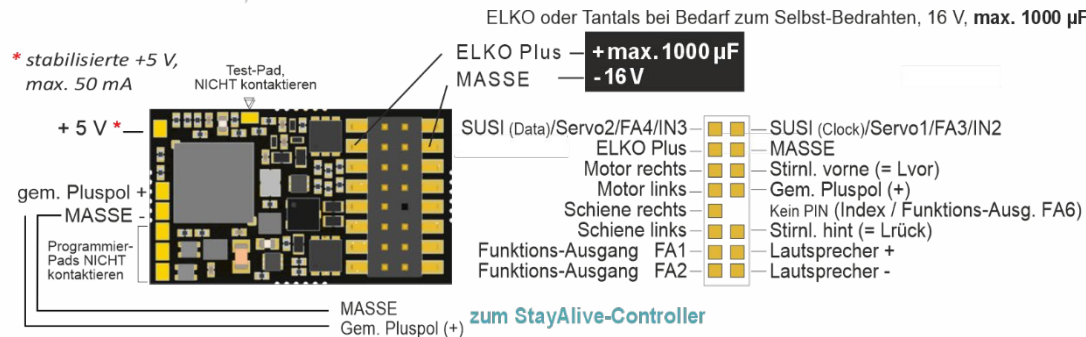 ELKO oder Tantals bei Bedarf zum Selbst-Bedrahten, 16 V, max. 1000 µF
* stabilisierte +5 V,
max. 50 mA
Test-Pad,
NICHT kontaktieren
ELKO Plus
MASSE
+ max. 1000 µF
- 16 V
+ 5 V *
gem. Pluspol +
MASSE -
Programmier-
Pads NICHT
kontaktieren
SUSI (Data)/Servo2/FA4/IN3
SUSI (Clock)/Servo1/FA3/IN2
ELKO Plus
MASSE
Motor rechts
Stirnl. vorne (= Lvor)
Motor links
Gem. Pluspol (+)
Schiene rechts
Kein PIN (Index / Funktions-Ausg. FA6)
Schiene links
Stirnl. hint (= Lrück)
Funktions-Ausgang FA1
Lautsprecher +
Funktions-Ausgang FA2
Lautsprecher -
MASSE
Gem. Pluspol (+)
zum StayAlive-Controller